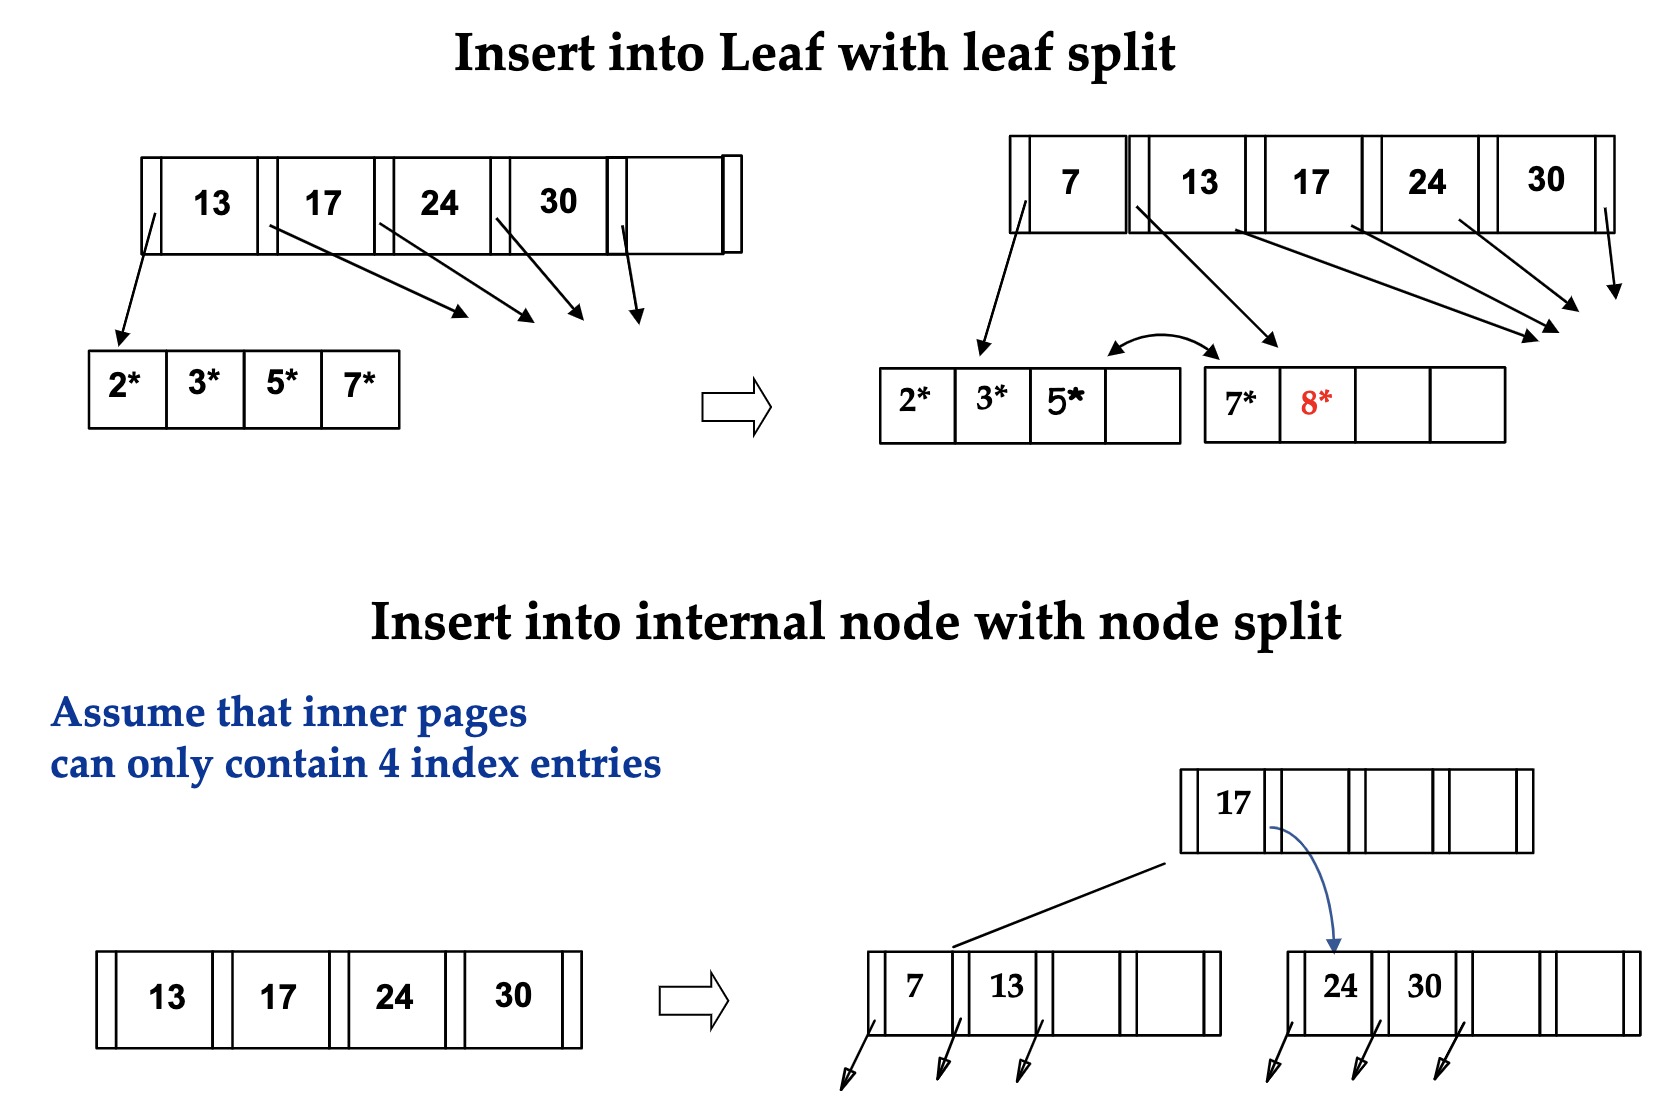 Insert into Leaf with leaf split
13 17 24 30
7 13 17 24 30
2* 3* 5* 7*
2* 3* 5*
7* 8*
Insert into internal node with node split
Assume that inner pages
can only contain 4 index entries
17
13 17 24 30
7 13
24 30